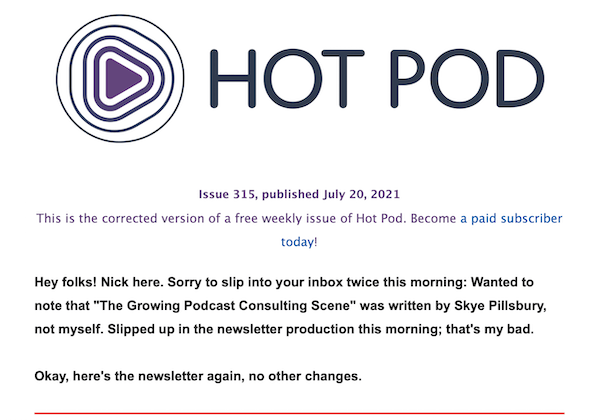 HOT POD
Issue 315, published July 20, 2021
This is the corrected version of a free weekly issue of Hot Pod. Become a paid subscriber
today!
Hey folks! Nick here. Sorry to slip into your inbox twice this morning: Wanted to
note that "The Growing Podcast Consulting Scene" was written by Skye Pillsbury,
not myself. Slipped up in the newsletter production this morning; that's my bad.
Okay, here's the newsletter again, no other changes.